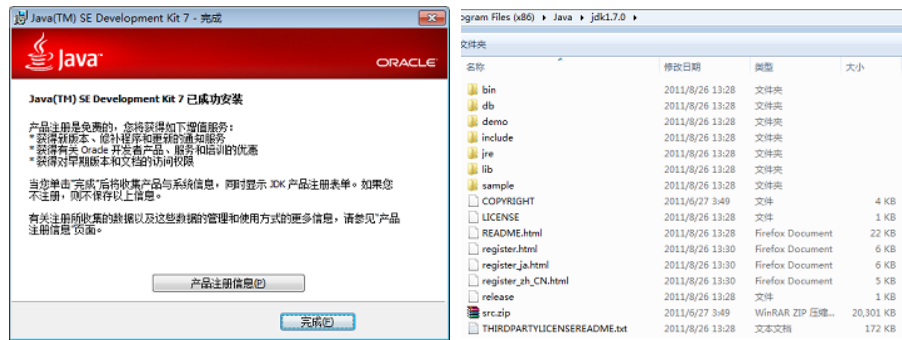 Java(TM) SE Development Kit 7 - 完成
Java
ORACLE
Java(TM) SE Development Kit 7 已成功安装
产品注册是免费的，您将获得如下增值服务：
* 获得新版本、修补程序和更新的通知服务
* 获得有关 Oracle 开发者产品、服务和培训的优惠
* 获得对早期版本和文档的访问权限
当您单击“完成”后将收集产品与系统信息，同时显示 JDK 产品注册表单。如果您
不注册，则不保存以上信息。
有关注册所收集的数据以及这些数据的管理和使用方式的更多信息，请参见“产品
注册信息”页面。
产品注册信息(P)
完成(F)
ogram Files (x86) ▸ Java ▸ jdk1.7.0 ▸
文件夹
名称 修改日期 类型 大小
bin 2011/8/26 13:28 文件夹
db 2011/8/26 13:28 文件夹
demo 2011/8/26 13:28 文件夹
include 2011/8/26 13:28 文件夹
jre 2011/8/26 13:28 文件夹
lib 2011/8/26 13:28 文件夹
sample 2011/8/26 13:28 文件夹
COPYRIGHT 2011/6/27 3:49 文件 4 KB
LICENSE 2011/8/26 13:28 文件 1 KB
README.html 2011/8/26 13:28 Firefox Document 22 KB
register.html 2011/8/26 13:30 Firefox Document 6 KB
register_ja.html 2011/8/26 13:30 Firefox Document 6 KB
register_zh_CN.html 2011/8/26 13:30 Firefox Document 5 KB
release 2011/8/26 13:28 文件 1 KB
src.zip 2011/6/27 3:49 WinRAR ZIP 压缩... 20,301 KB
THIRDPARTYLICENSEREADME.txt 2011/8/26 13:28 文本文档 172 KB